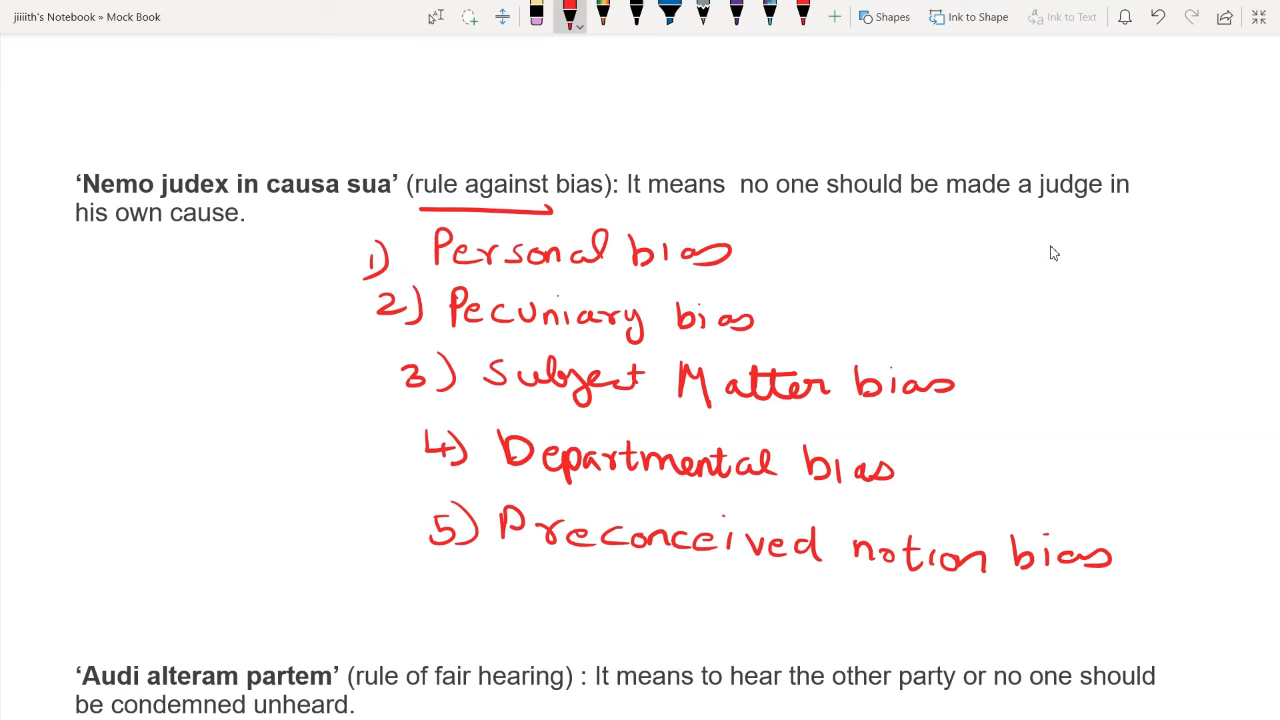 jiiiith's Notebook » Mock Book
Shapes Ink to Shape Ink to Text
‘Nemo judex in causa sua’ (rule against bias): It means no one should be made a judge in
his own cause.
1) Personal bias
2) Pecuniary bias
3) Subject Matter bias
4) Departmental bias
5) Preconceived notion bias
‘Audi alteram partem’ (rule of fair hearing) : It means to hear the other party or no one should
be condemned unheard.